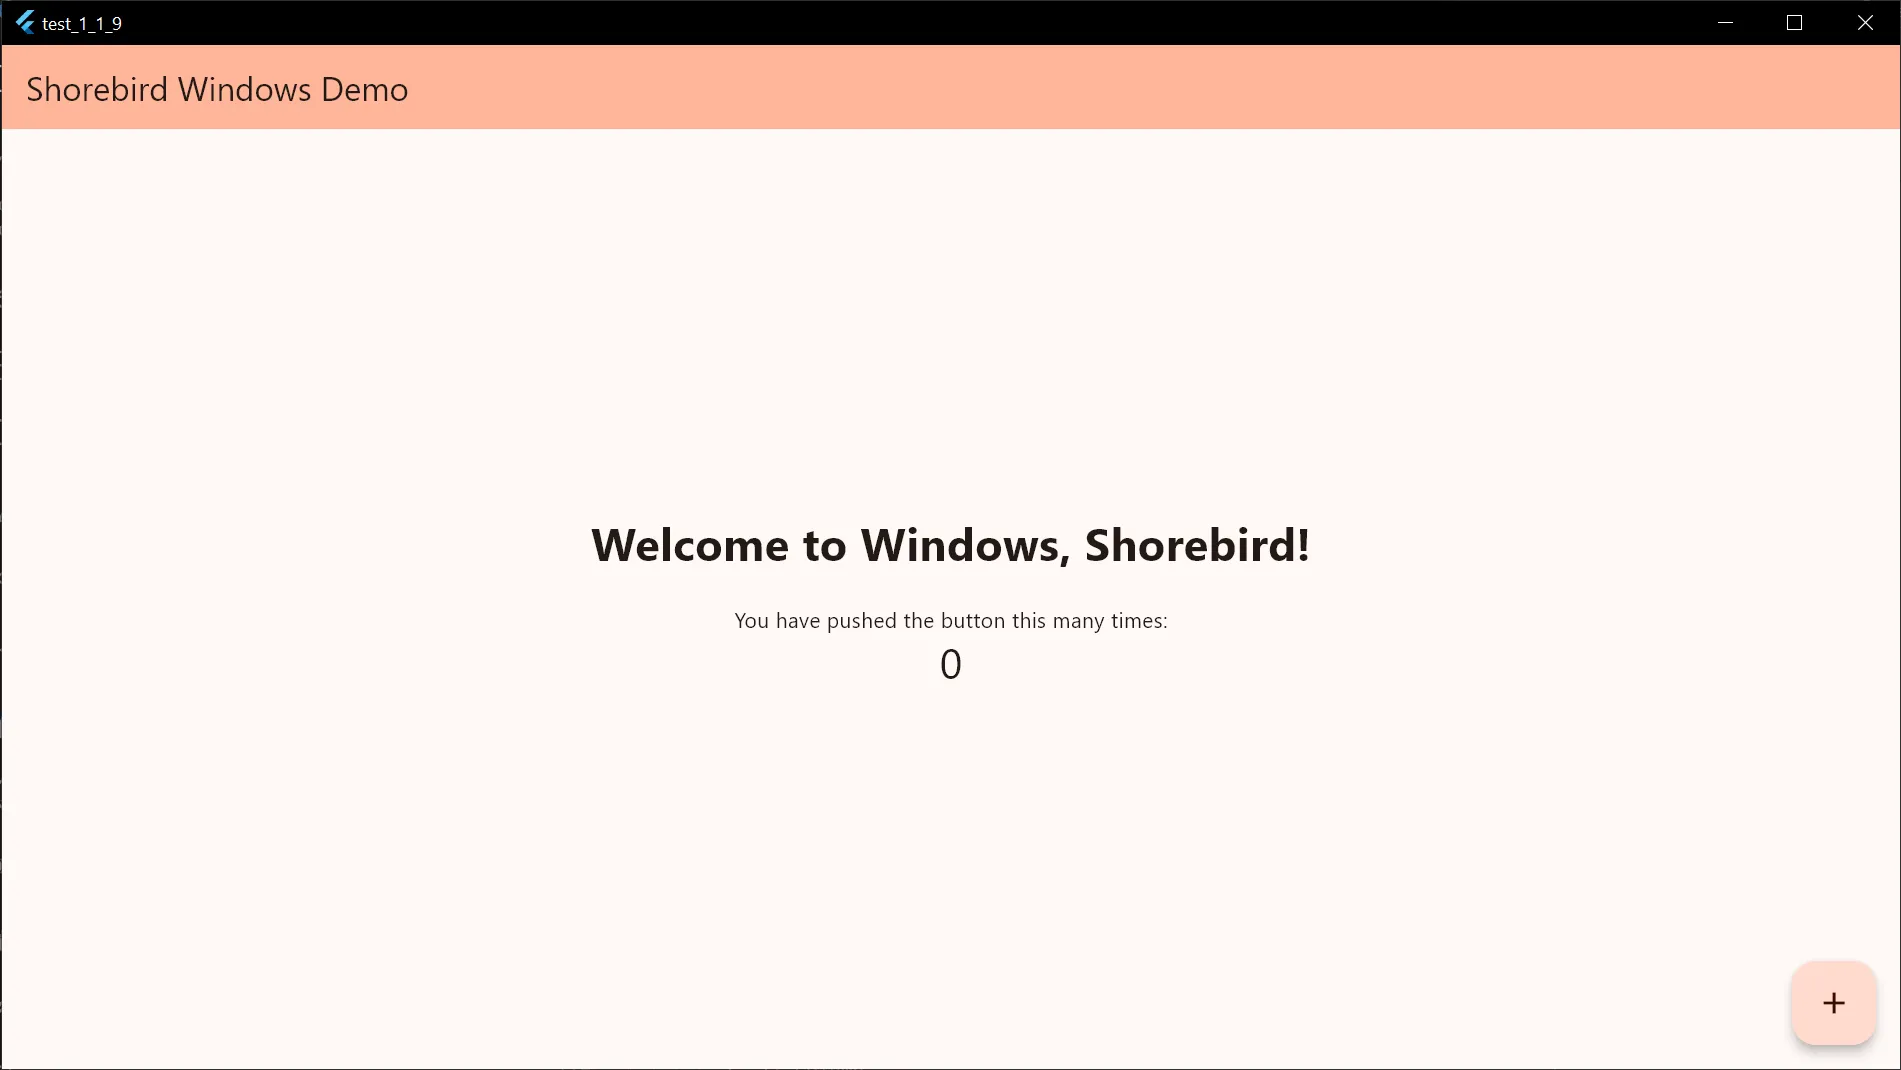 test_1_1_9
Shorebird Windows Demo
Welcome to Windows, Shorebird!
You have pushed the button this many times:
0
+